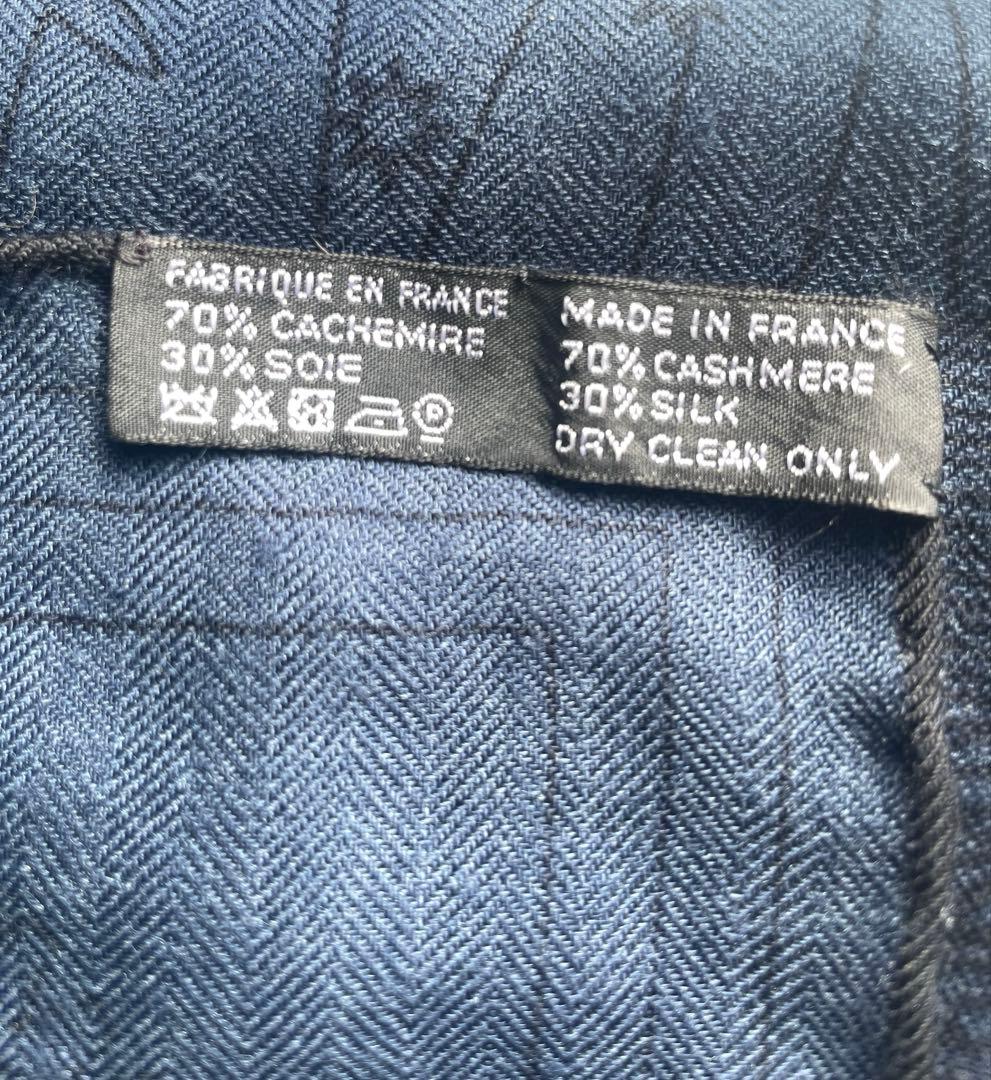 FABRIQUE EN FRANCE
70% CACHEMIRE
30% SOIE
P
MADE IN FRANCE
70% CASHMERE
30% SILK
DRY CLEAN ONLY